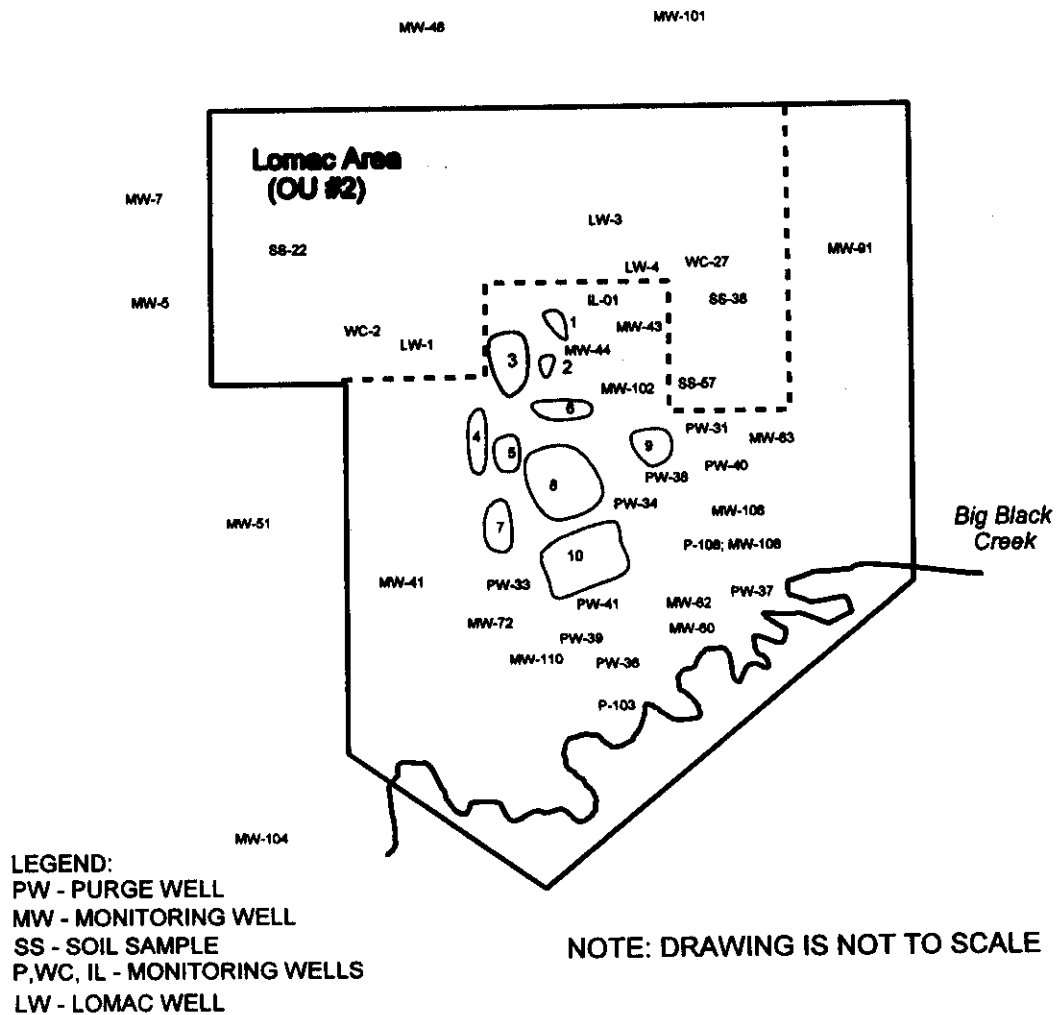 MW-48
MW-101
Lomac Area
(OU #2)
MW-7
LW-3
SS-22
MW-91
LW-4
WC-27
MW-5
IL-01
SS-38
WC-2
LW-1
1
MW-43
3
MW-44
2
MW-102
SS-57
6
4
PW-31
MW-63
5
9
PW-38
PW-40
8
PW-34
MW-106
MW-51
7
Big Black
Creek
10
P-108; MW-108
MW-41
PW-33
PW-37
PW-41
MW-62
MW-72
MW-60
PW-39
MW-110
PW-36
P-103
MW-104
LEGEND:
PW - PURGE WELL
MW - MONITORING WELL
SS - SOIL SAMPLE
P,WC, IL - MONITORING WELLS
LW - LOMAC WELL
NOTE: DRAWING IS NOT TO SCALE